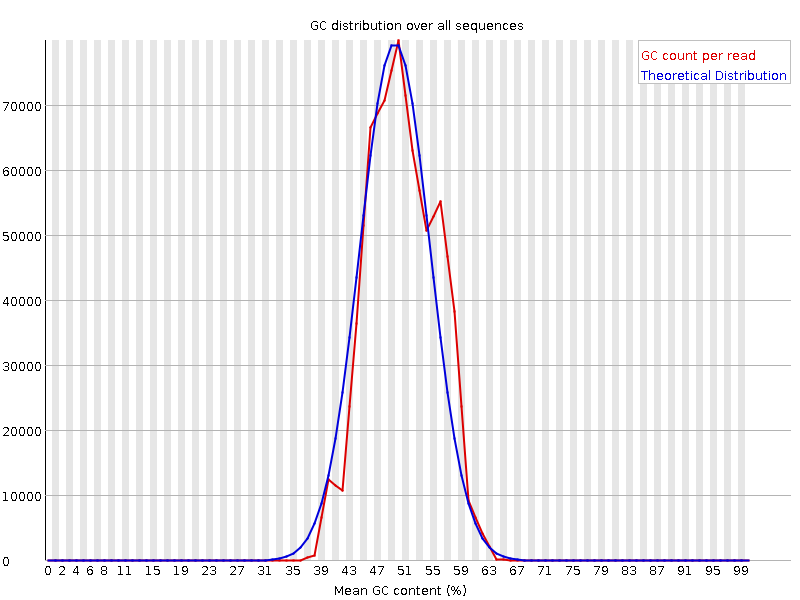 GC distribution over all sequences
GC count per read
Theoretical Distribution
70000
60000
50000
40000
30000
20000
10000
0
0 2 4 6 8 11 15 19 23 27 31 35 39 43 47 51 55 59 63 67 71 75 79 83 87 91 95 99
Mean GC content (%)